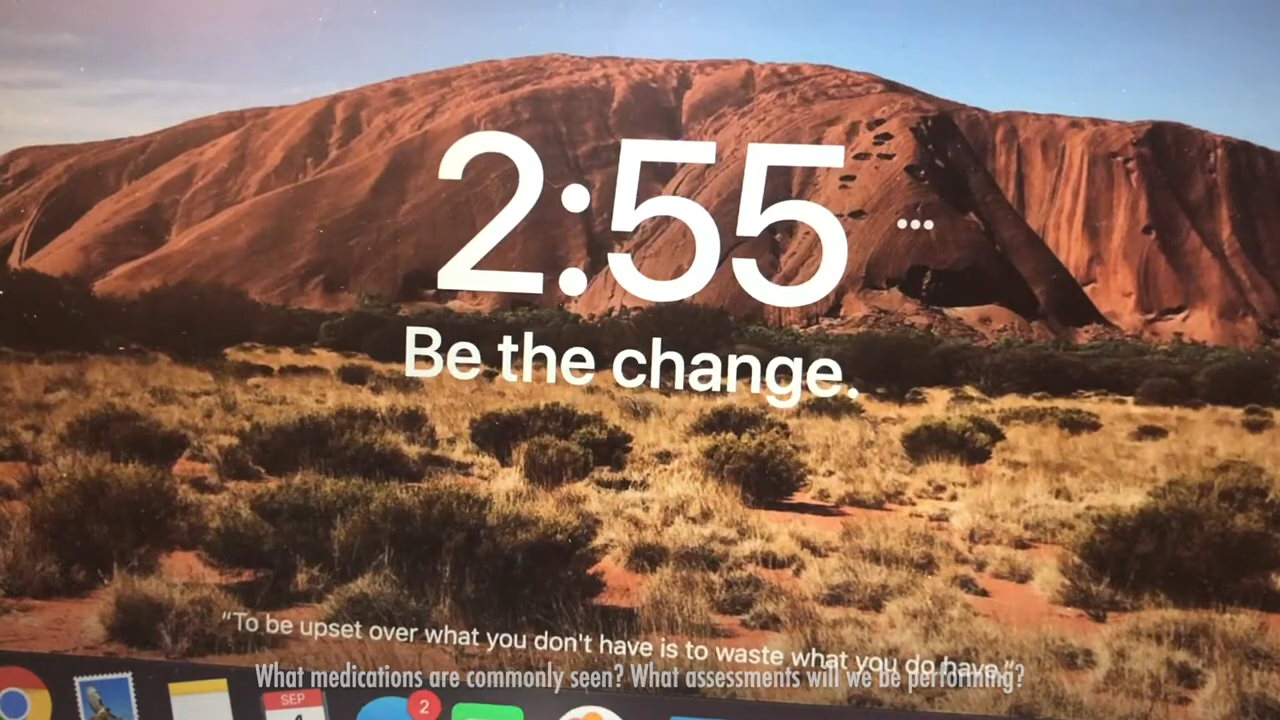 2:55
Be the change.
"To be upset over what you don't have is to waste what you do have."
What medications are commonly seen? What assessments will we be performing?
SEP
2